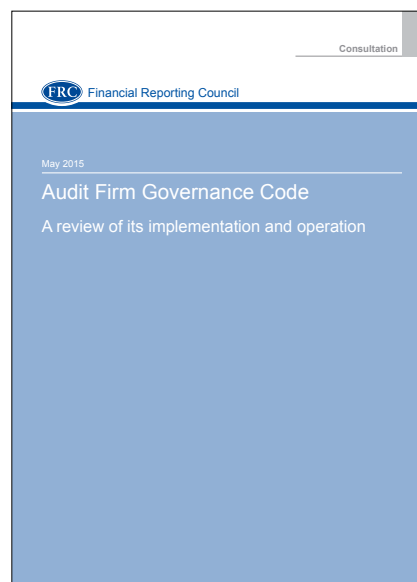 Consultation
FRC Financial Reporting Council
May 2015
Audit Firm Governance Code
A review of its implementation and operation